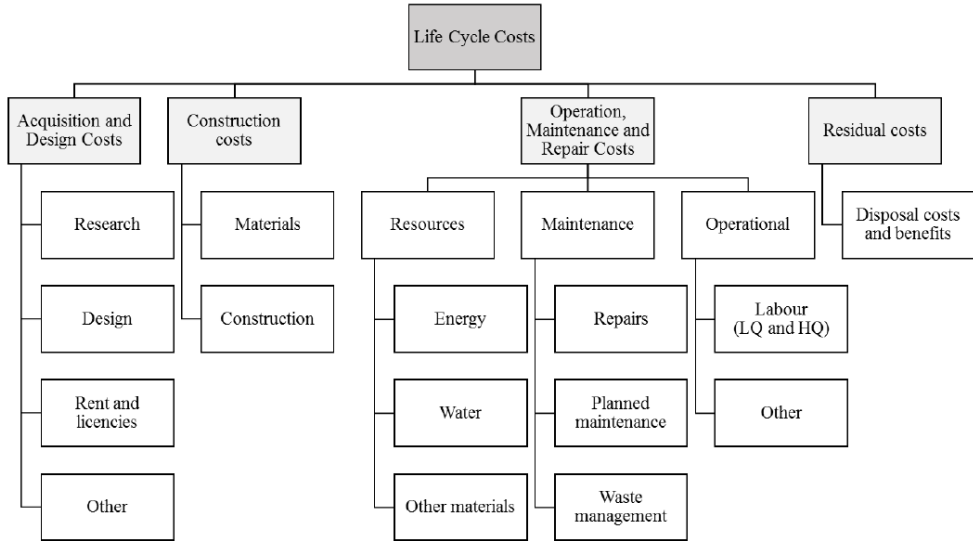 Life Cycle Costs
Acquisition and
Design Costs
Construction
costs
Operation,
Maintenance and
Repair Costs
Residual costs
Research
Materials
Resources
Maintenance
Operational
Disposal costs
and benefits
Design
Construction
Energy
Repairs
Labour
(LQ and HQ)
Rent and
licencies
Water
Planned
maintenance
Other
Other
Other materials
Waste
management